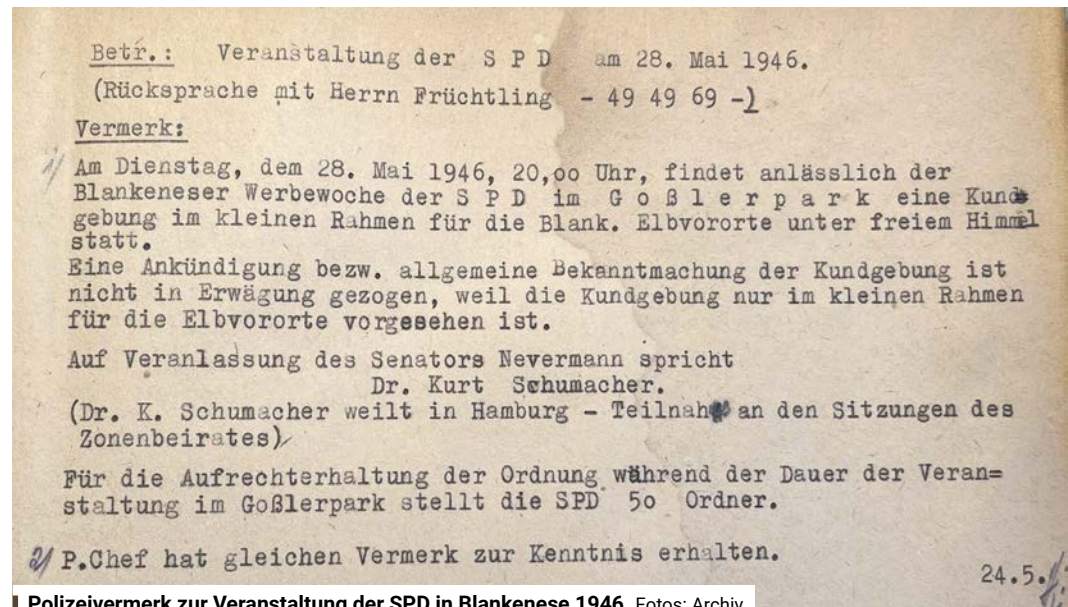 Betr.: Veranstaltung der S P D am 28. Mai 1946.
(Rücksprache mit Herrn Früchtling - 49 49 69 -)
Vermerk:
1/ Am Dienstag, dem 28. Mai 1946, 20,oo Uhr, findet anlässlich der
Blankeneser Werbewoche der S P D im G o ß l e r p a r k eine Kund=
gebung im kleinen Rahmen für die Blank. Elbvororte unter freiem Himmel
statt.
Eine Ankündigung bezw. allgemeine Bekanntmachung der Kundgebung ist
nicht in Erwägung gezogen, weil die Kundgebung nur im kleinen Rahmen
für die Elbvororte vorgesehen ist.
Auf Veranlassung des Senators Nevermann spricht
Dr. Kurt Schumacher.
(Dr. K. Schumacher weilt in Hamburg - Teilnahme an den Sitzungen des
Zonenbeirates)
Für die Aufrechterhaltung der Ordnung während der Dauer der Veran=
staltung im Goßlerpark stellt die SPD 5o Ordner.
2/ P.Chef hat gleichen Vermerk zur Kenntnis erhalten.
24.5.
Polizeivermerk zur Veranstaltung der SPD in Blankenese 1946. Fotos: Archiv